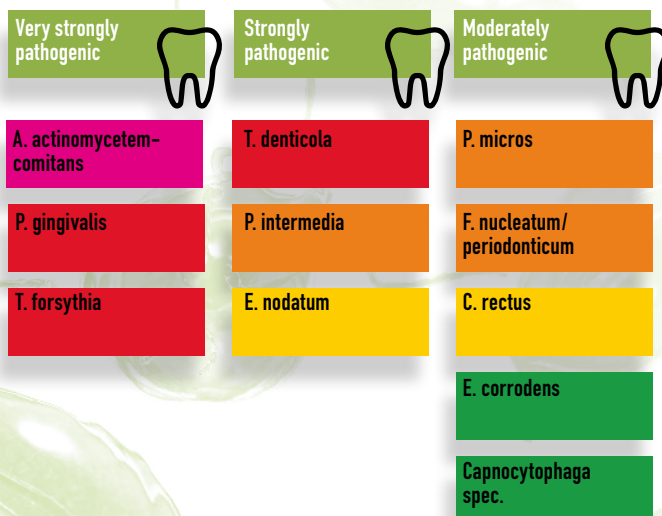 Very strongly
pathogenic
Strongly
pathogenic
Moderately
pathogenic
A. actinomycetem-
comitans
P. gingivalis
T. forsythia
T. denticola
P. intermedia
E. nodatum
P. micros
F. nucleatum/
periodonticum
C. rectus
E. corrodens
Capnocytophaga
spec.